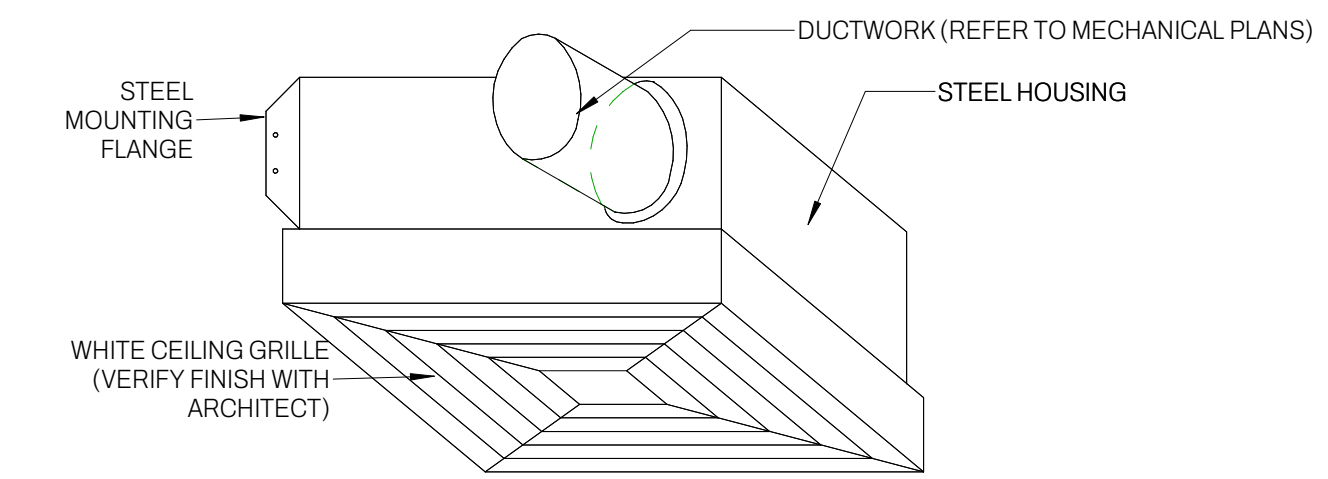 DUCTWORK (REFER TO MECHANICAL PLANS)
STEEL
MOUNTING
FLANGE
STEEL HOUSING
WHITE CEILING GRILLE
(VERIFY FINISH WITH
ARCHITECT)